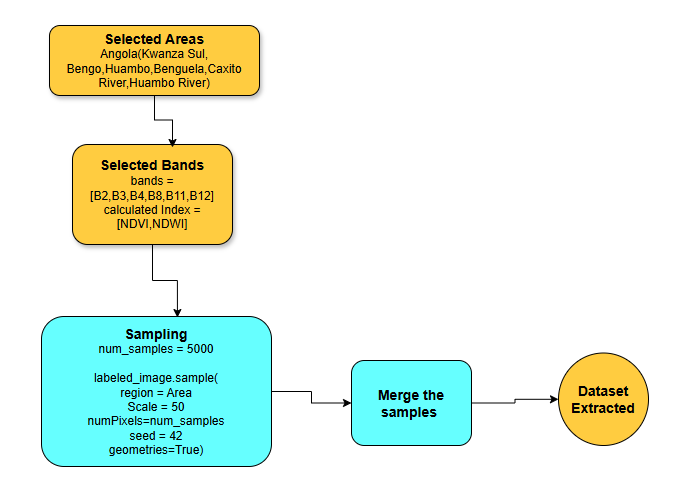 Selected Areas
Angola(Kwanza Sul,
Bengo,Huambo,Benguela,Caxito
River,Huambo River)
Selected Bands
bands =
[B2,B3,B4,B8,B11,B12]
calculated Index =
[NDVI,NDWI]
Sampling
num_samples = 5000
labeled_image.sample(
region = Area
Scale = 50
numPixels=num_samples
seed = 42
geometries=True)
Merge the
samples
Dataset
Extracted